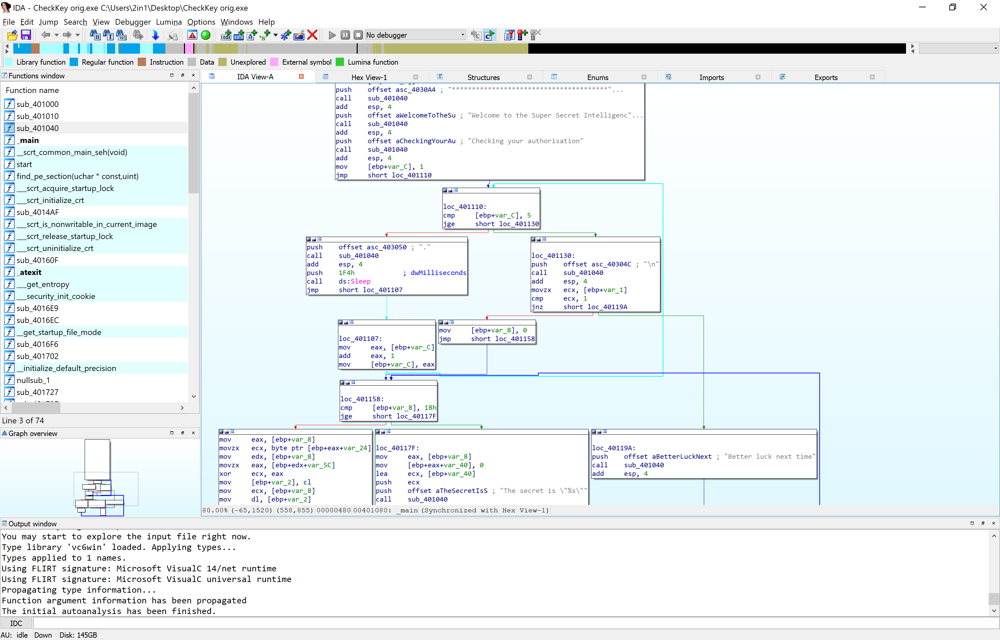 IDA - CheckKey orig.exe C:\Users\2in1\Desktop\CheckKey orig.exe
File Edit Jump Search View Debugger Lumina Options Windows Help
No debugger
Library function Regular function Instruction Data Unexplored External symbol Lumina function
Functions window
Function name
sub_401000
sub_401010
sub_401040
_main
__scrt_common_main_seh(void)
start
find_pe_section(uchar * const,uint)
___scrt_acquire_startup_lock
___scrt_initialize_crt
sub_4014AF
___scrt_is_nonwritable_in_current_image
___scrt_release_startup_lock
___scrt_uninitialize_crt
sub_40160F
_atexit
___get_entropy
___security_init_cookie
sub_4016E9
sub_4016EC
__get_startup_file_mode
sub_4016F6
sub_401702
__initialize_default_precision
nullsub_1
sub_401727
Line 3 of 74
Graph overview
IDA View-A Hex View-1 Structures Enums Imports Exports
push offset asc_4030A4 ; "***************************************"...
call sub_401040
add esp, 4
push offset aWelcomeToTheSu ; "Welcome to the Super Secret Intelligenc"...
call sub_401040
add esp, 4
push offset aCheckingYourAu ; "Checking your authorisation"
call sub_401040
add esp, 4
mov [ebp+var_C], 1
jmp short loc_401110
loc_401110:
cmp [ebp+var_C], 5
jge short loc_401130
push offset asc_403050 ; "."
call sub_401040
add esp, 4
push 1F4h ; dwMilliseconds
call ds:Sleep
jmp short loc_401107
loc_401130:
push offset asc_40304C ; "\n"
call sub_401040
add esp, 4
movzx ecx, [ebp+var_1]
cmp ecx, 1
jnz short loc_40119A
loc_401107:
mov eax, [ebp+var_C]
add eax, 1
mov [ebp+var_C], eax
mov [ebp+var_8], 0
jmp short loc_401158
loc_401158:
cmp [ebp+var_8], 18h
jge short loc_40117F
mov eax, [ebp+var_8]
movzx ecx, byte ptr [ebp+eax+var_24]
mov edx, [ebp+var_8]
movzx eax, [ebp+edx+var_5C]
xor ecx, eax
mov [ebp+var_2], cl
mov ecx, [ebp+var_8]
mov dl, [ebp+var_2]
loc_40117F:
mov eax, [ebp+var_8]
mov [ebp+eax+var_40], 0
lea ecx, [ebp+var_40]
push ecx
push offset aTheSecretIsS ; "The secret is \"%s\""
call sub_401040
loc_40119A:
push offset aBetterLuckNext ; "Better luck next time"
call sub_401040
add esp, 4
80.00% (-65,1520) (558,855) 00000480 00401080: _main (Synchronized with Hex View-1)
Output window
You may start to explore the input file right now.
Type library 'vc6win' loaded. Applying types...
Types applied to 1 names.
Using FLIRT signature: Microsoft VisualC 14/net runtime
Using FLIRT signature: Microsoft VisualC universal runtime
Propagating type information...
Function argument information has been propagated
The initial autoanalysis has been finished.
IDC
AU: idle Down Disk: 145GB